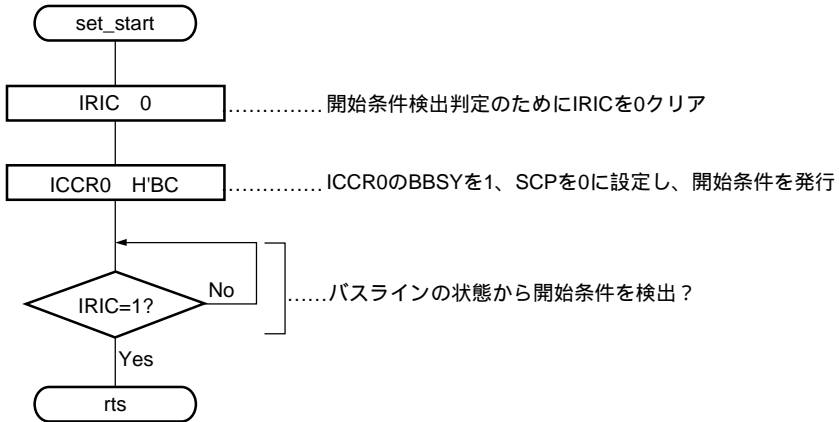 set_start
IRIC 0 .............. 開始条件検出判定のためにIRICを0クリア
ICCR0 H'BC .............. ICCR0のBBSYを1、SCPを0に設定し、開始条件を発行
No
IRIC=1? ......バスラインの状態から開始条件を検出？
Yes
rts